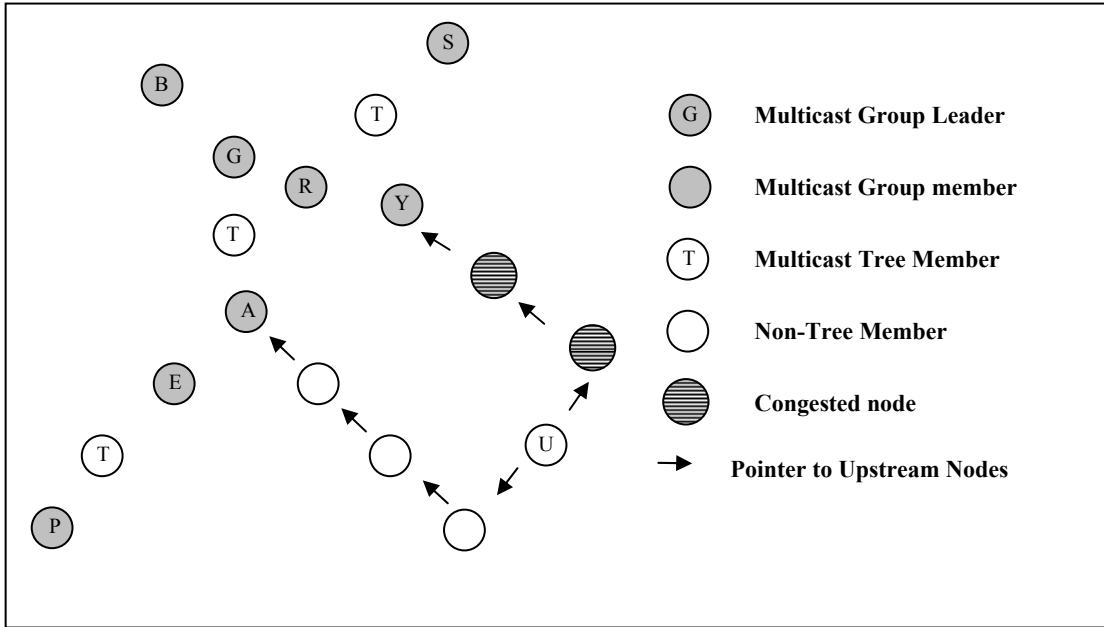 S
B
T
G
R
Y
T
A
E
T
U
P
G Multicast Group Leader
Multicast Group member
T Multicast Tree Member
Non-Tree Member
Congested node
Pointer to Upstream Nodes